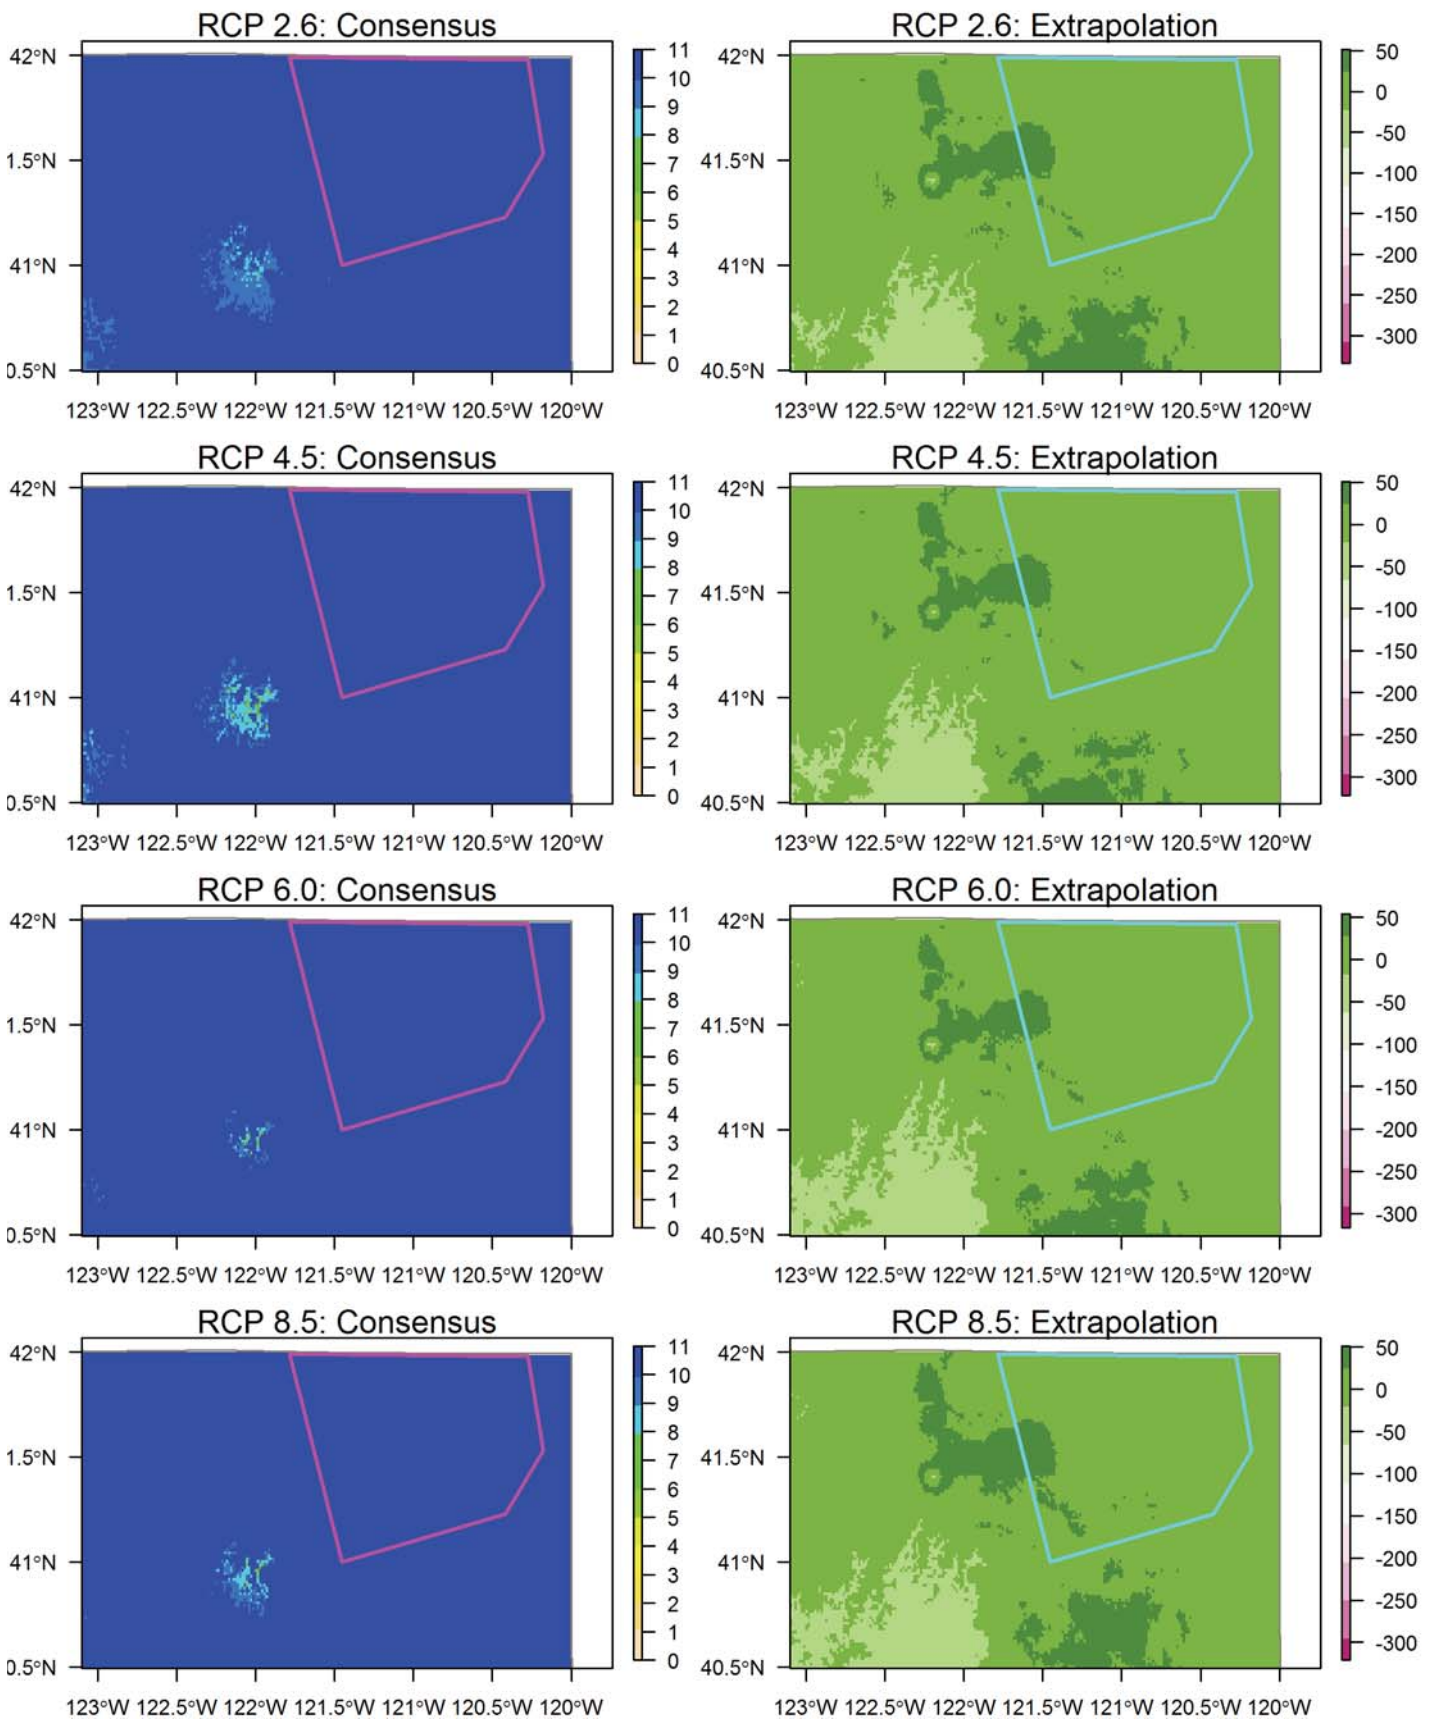 RCP 2.6: Consensus
42°N
1.5°N
41°N
0.5°N
123°W 122.5°W 122°W 121.5°W 121°W 120.5°W 120°W
11
10
9
8
7
6
5
4
3
2
1
0
RCP 2.6: Extrapolation
42°N
41.5°N
41°N
40.5°N
123°W 122.5°W 122°W 121.5°W 121°W 120.5°W 120°W
50
0
-50
-100
-150
-200
-250
-300
RCP 4.5: Consensus
42°N
1.5°N
41°N
0.5°N
123°W 122.5°W 122°W 121.5°W 121°W 120.5°W 120°W
11
10
9
8
7
6
5
4
3
2
1
0
RCP 4.5: Extrapolation
42°N
41.5°N
41°N
40.5°N
123°W 122.5°W 122°W 121.5°W 121°W 120.5°W 120°W
50
0
-50
-100
-150
-200
-250
-300
RCP 6.0: Consensus
42°N
1.5°N
41°N
0.5°N
123°W 122.5°W 122°W 121.5°W 121°W 120.5°W 120°W
11
10
9
8
7
6
5
4
3
2
1
0
RCP 6.0: Extrapolation
42°N
41.5°N
41°N
40.5°N
123°W 122.5°W 122°W 121.5°W 121°W 120.5°W 120°W
50
0
-50
-100
-150
-200
-250
-300
RCP 8.5: Consensus
42°N
1.5°N
41°N
0.5°N
123°W 122.5°W 122°W 121.5°W 121°W 120.5°W 120°W
11
10
9
8
7
6
5
4
3
2
1
0
RCP 8.5: Extrapolation
42°N
41.5°N
41°N
40.5°N
123°W 122.5°W 122°W 121.5°W 121°W 120.5°W 120°W
50
0
-50
-100
-150
-200
-250
-300